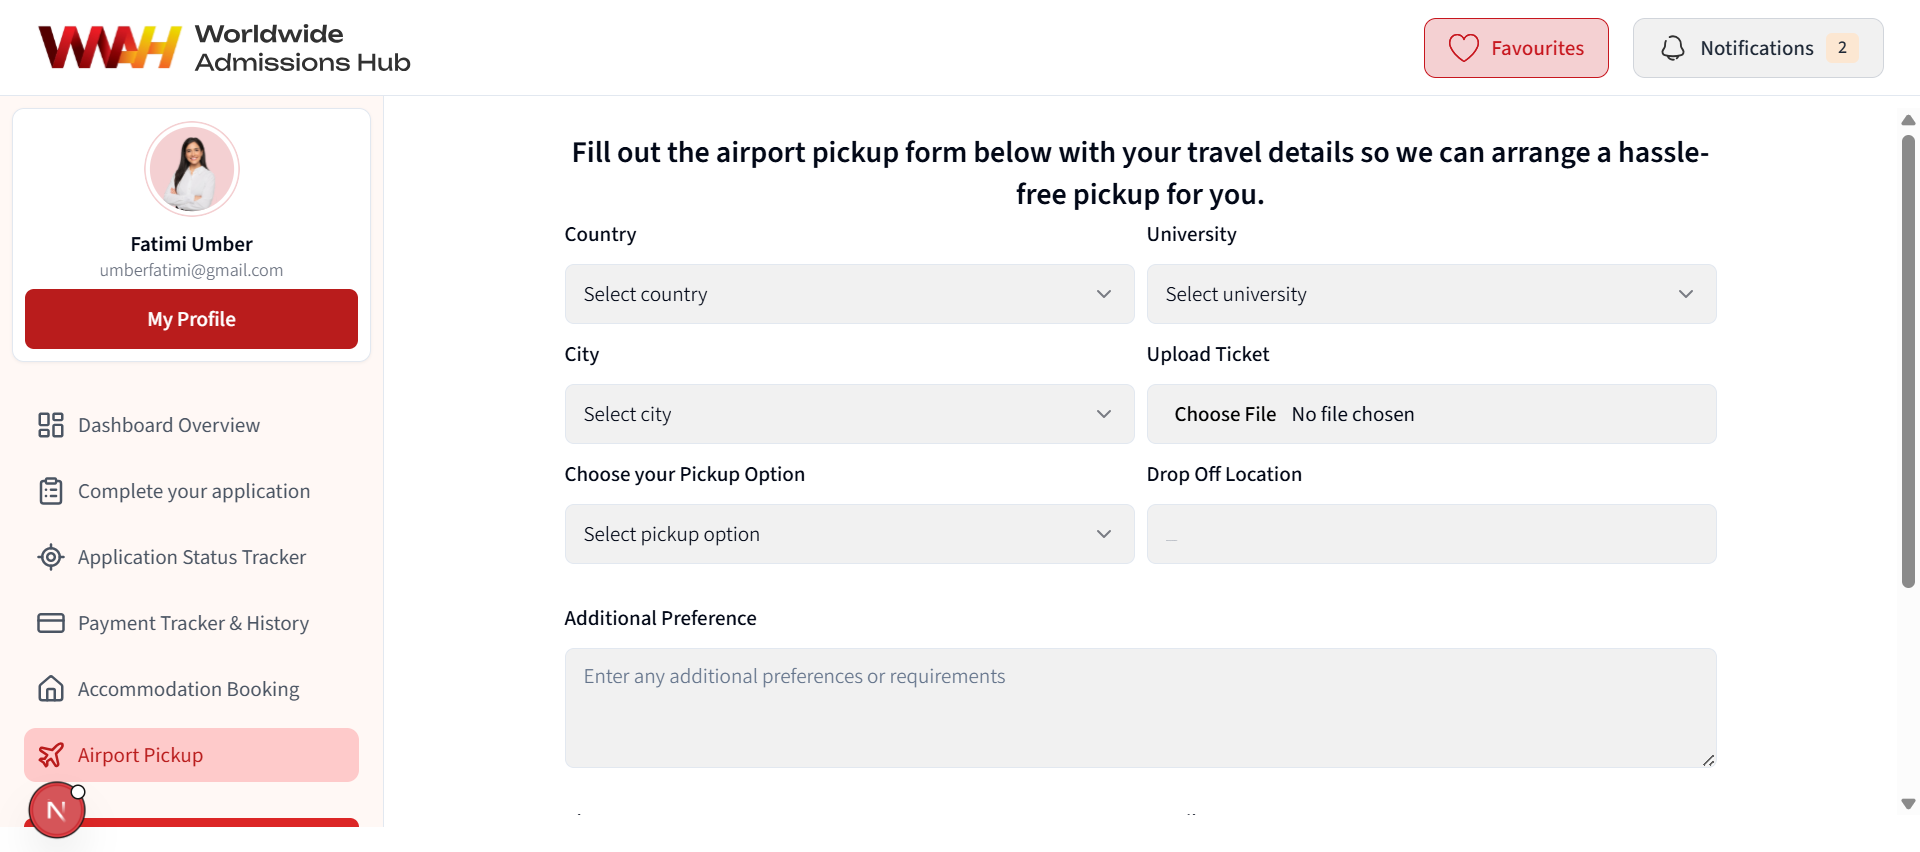 WWAH Worldwide
Admissions Hub
Favourites
Notifications 2
Fatimi Umber
umberfatimi@gmail.com
My Profile
Dashboard Overview
Complete your application
Application Status Tracker
Payment Tracker & History
Accommodation Booking
Airport Pickup
N
Fill out the airport pickup form below with your travel details so we can arrange a hassle-
free pickup for you.
Country
Select country
University
Select university
City
Select city
Upload Ticket
Choose File No file chosen
Choose your Pickup Option
Select pickup option
Drop Off Location
_
Additional Preference
Enter any additional preferences or requirements